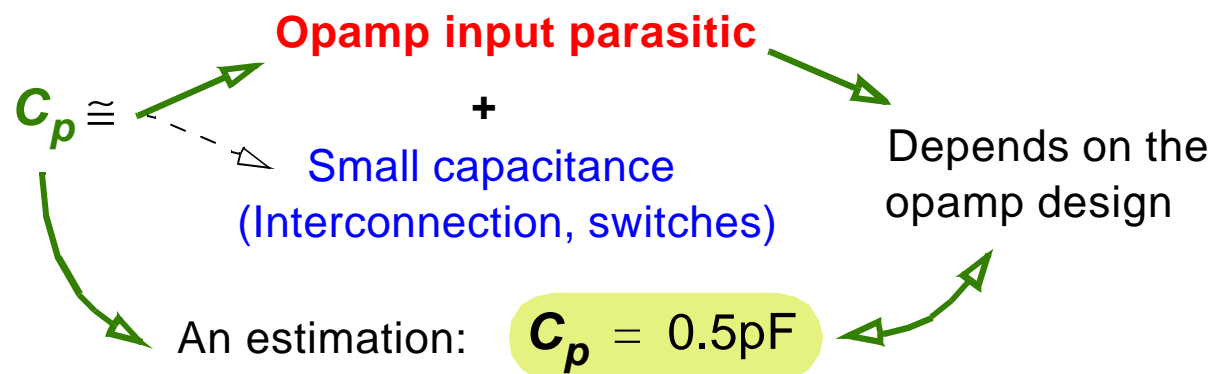 Opamp input parasitic
C_p ≅
+
Small capacitance
(Interconnection, switches)
Depends on the
opamp design
An estimation: C_p = 0.5pF